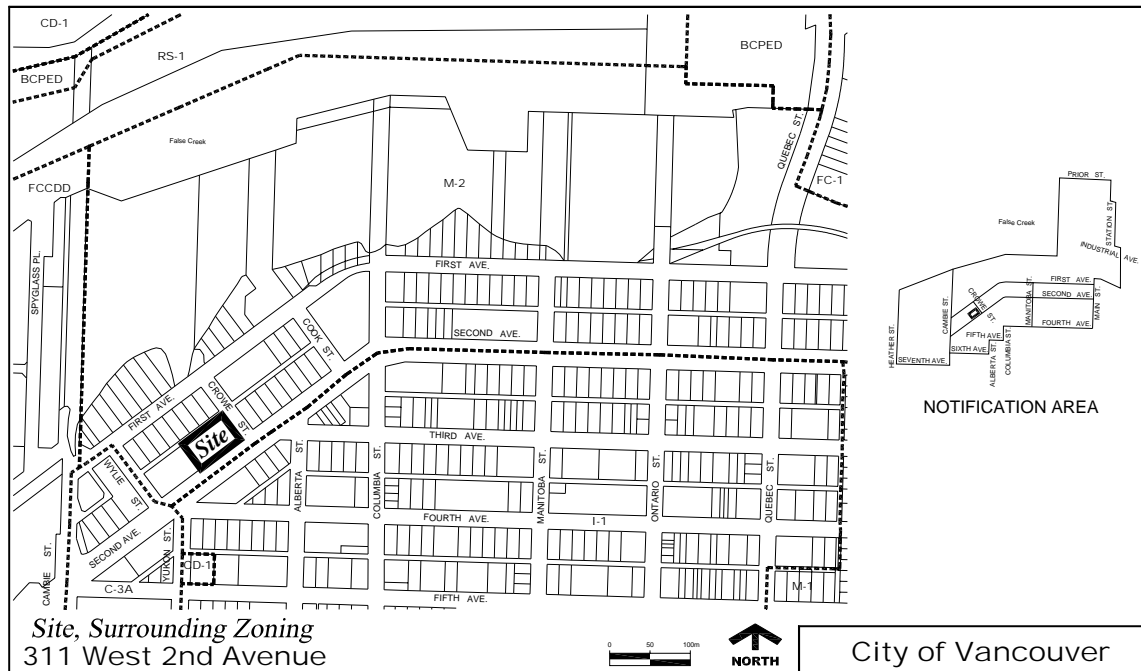 CD-1
RS-1
BCPED
BCPED
False Creek
QUEBEC ST.
FCCDD
M-2
FC-1
SPYGLASS PL.
FIRST AVE.
COOK ST.
SECOND AVE.
FIRST AVE.
CROWE ST.
Site
THIRD AVE.
WYLIE ST.
ALBERTA ST.
COLUMBIA ST.
MANITOBA ST.
ONTARIO ST.
QUEBEC ST.
FOURTH AVE.
I-1
SECOND AVE.
YUKON ST.
CD-1
CAMBIE ST.
C-3A
FIFTH AVE.
M-1
PRIOR ST.
False Creek
STATION ST.
INDUSTRIAL AVE.
FIRST AVE.
SECOND AVE.
CROWE ST.
MANITOBA ST.
MAIN ST.
CAMBIE ST.
FOURTH AVE.
FIFTH AVE.
SIXTH AVE.
HEATHER ST.
SEVENTH AVE.
ALBERTA ST.
COLUMBIA ST.
NOTIFICATION AREA
Site, Surrounding Zoning
311 West 2nd Avenue
0 50 100m
NORTH
City of Vancouver